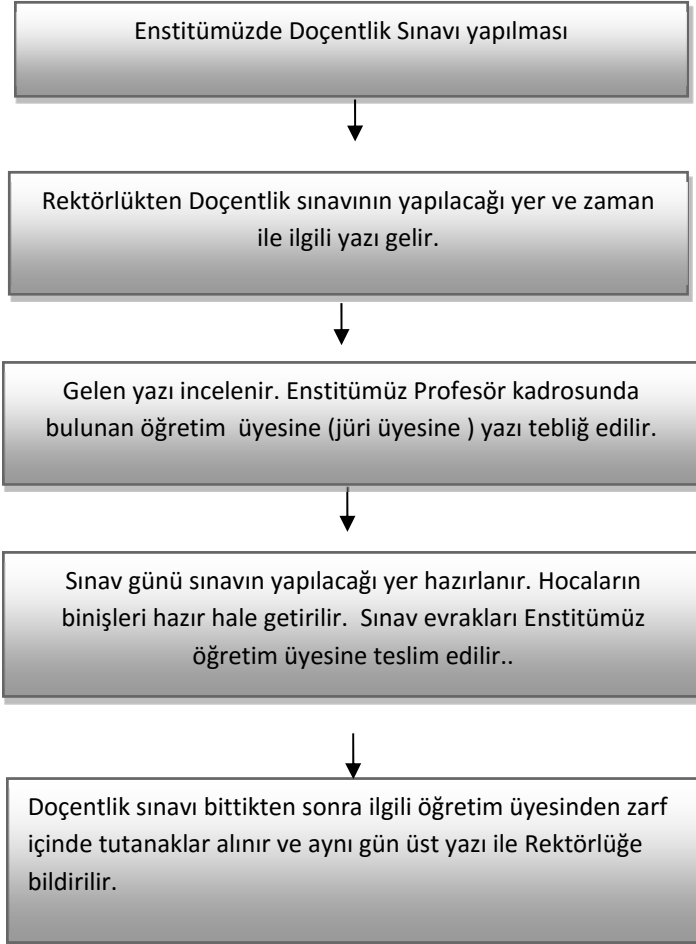 Enstitümüzde Doçentlik Sınavı yapılması
Rektörlükten Doçentlik sınavının yapılacağı yer ve zaman
ile ilgili yazı gelir.
Gelen yazı incelenir. Enstitümüz Profesör kadrosunda
bulunan öğretim  üyesine (jüri üyesine ) yazı tebliğ edilir.
Sınav günü sınavın yapılacağı yer hazırlanır. Hocaların
binişleri hazır hale getirilir.  Sınav evrakları Enstitümüz
öğretim üyesine teslim edilir..
Doçentlik sınavı bittikten sonra ilgili öğretim üyesinden zarf
içinde tutanaklar alınır ve aynı gün üst yazı ile Rektörlüğe
bildirilir.